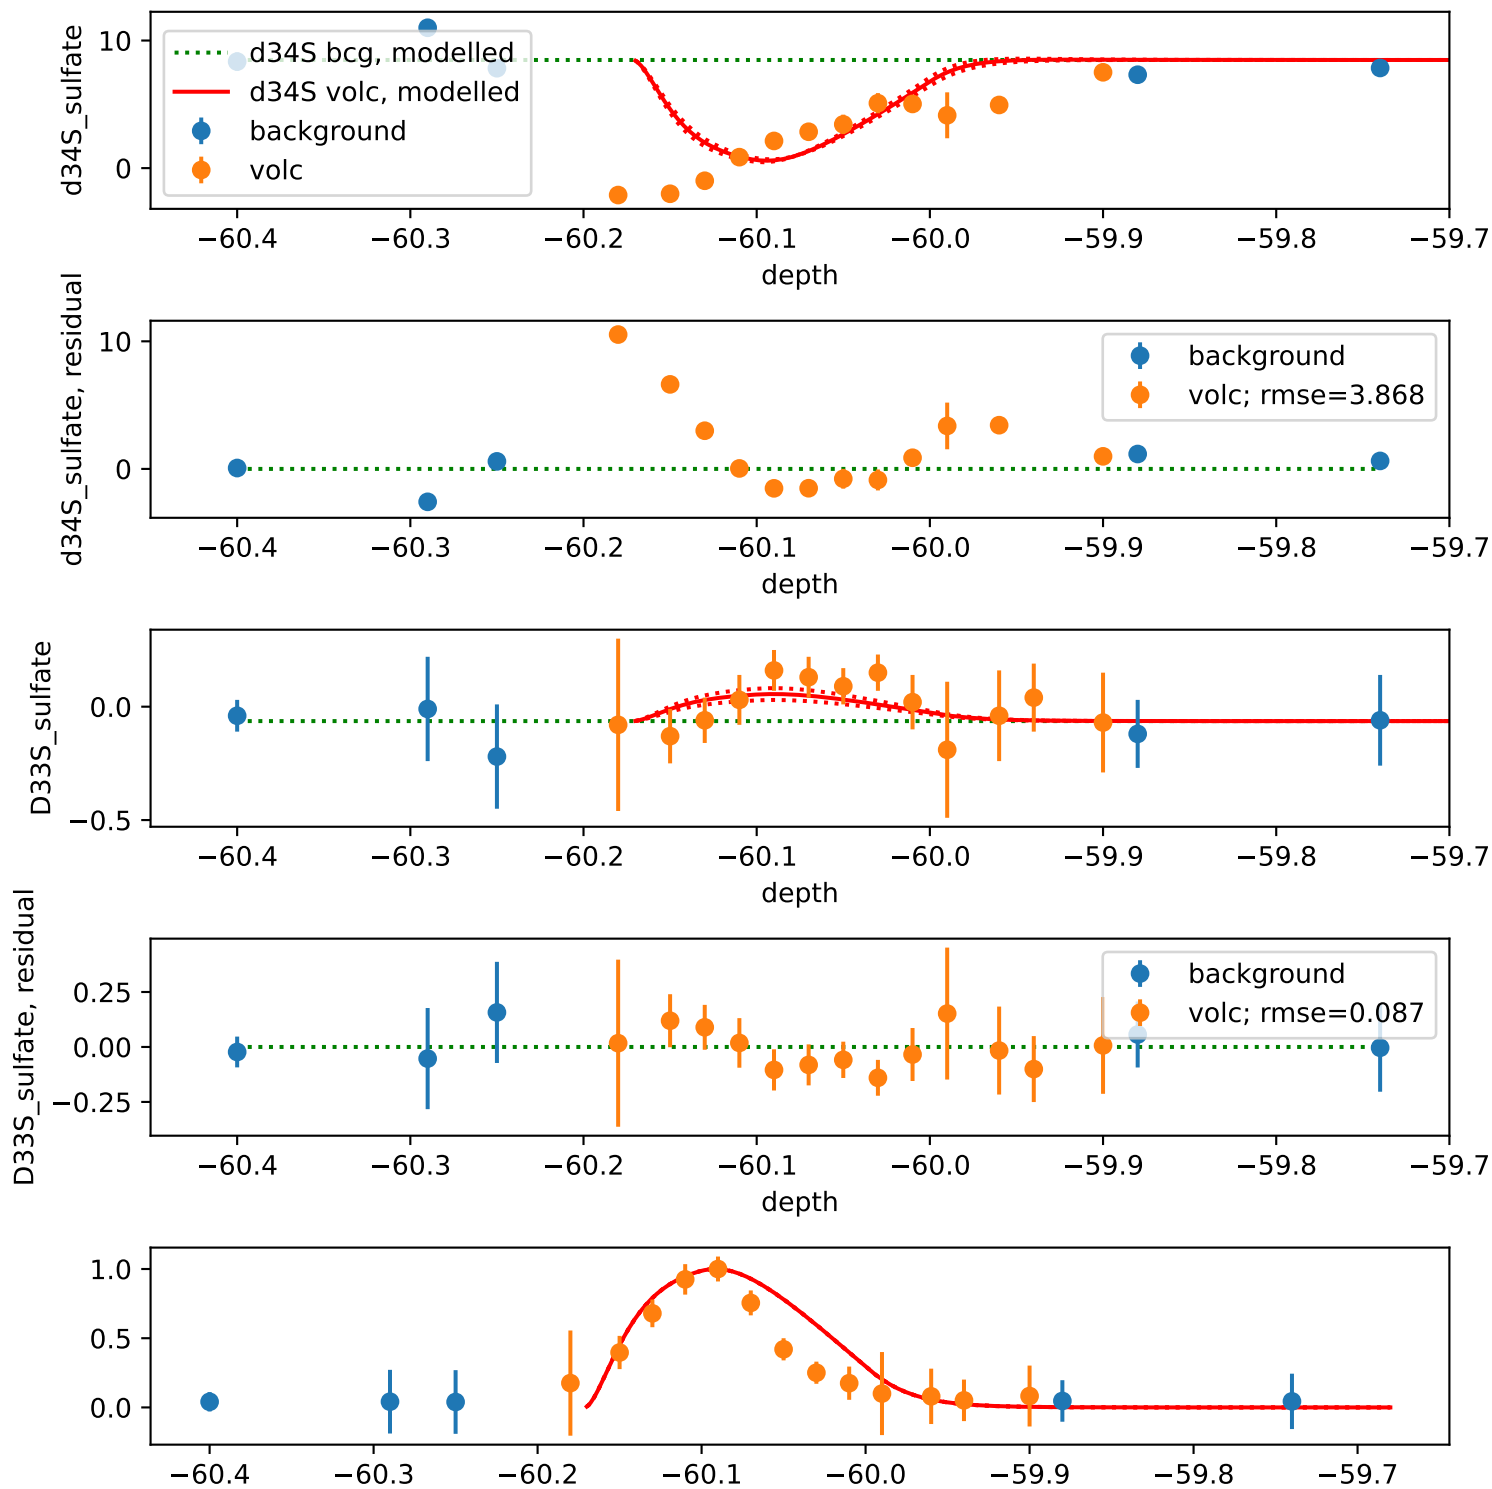 d34S_sulfate
10
0
d34S bcg, modelled
d34S volc, modelled
background
volc
−60.4 −60.3 −60.2 −60.1 −60.0 −59.9 −59.8 −59.7
depth
d34S_sulfate, residual
10
0
background
volc; rmse=3.868
−60.4 −60.3 −60.2 −60.1 −60.0 −59.9 −59.8 −59.7
depth
D33S_sulfate
0.0
−0.5
−60.4 −60.3 −60.2 −60.1 −60.0 −59.9 −59.8 −59.7
depth
D33S_sulfate, residual
0.25
0.00
−0.25
background
volc; rmse=0.087
−60.4 −60.3 −60.2 −60.1 −60.0 −59.9 −59.8 −59.7
depth
1.0
0.5
0.0
−60.4 −60.3 −60.2 −60.1 −60.0 −59.9 −59.8 −59.7